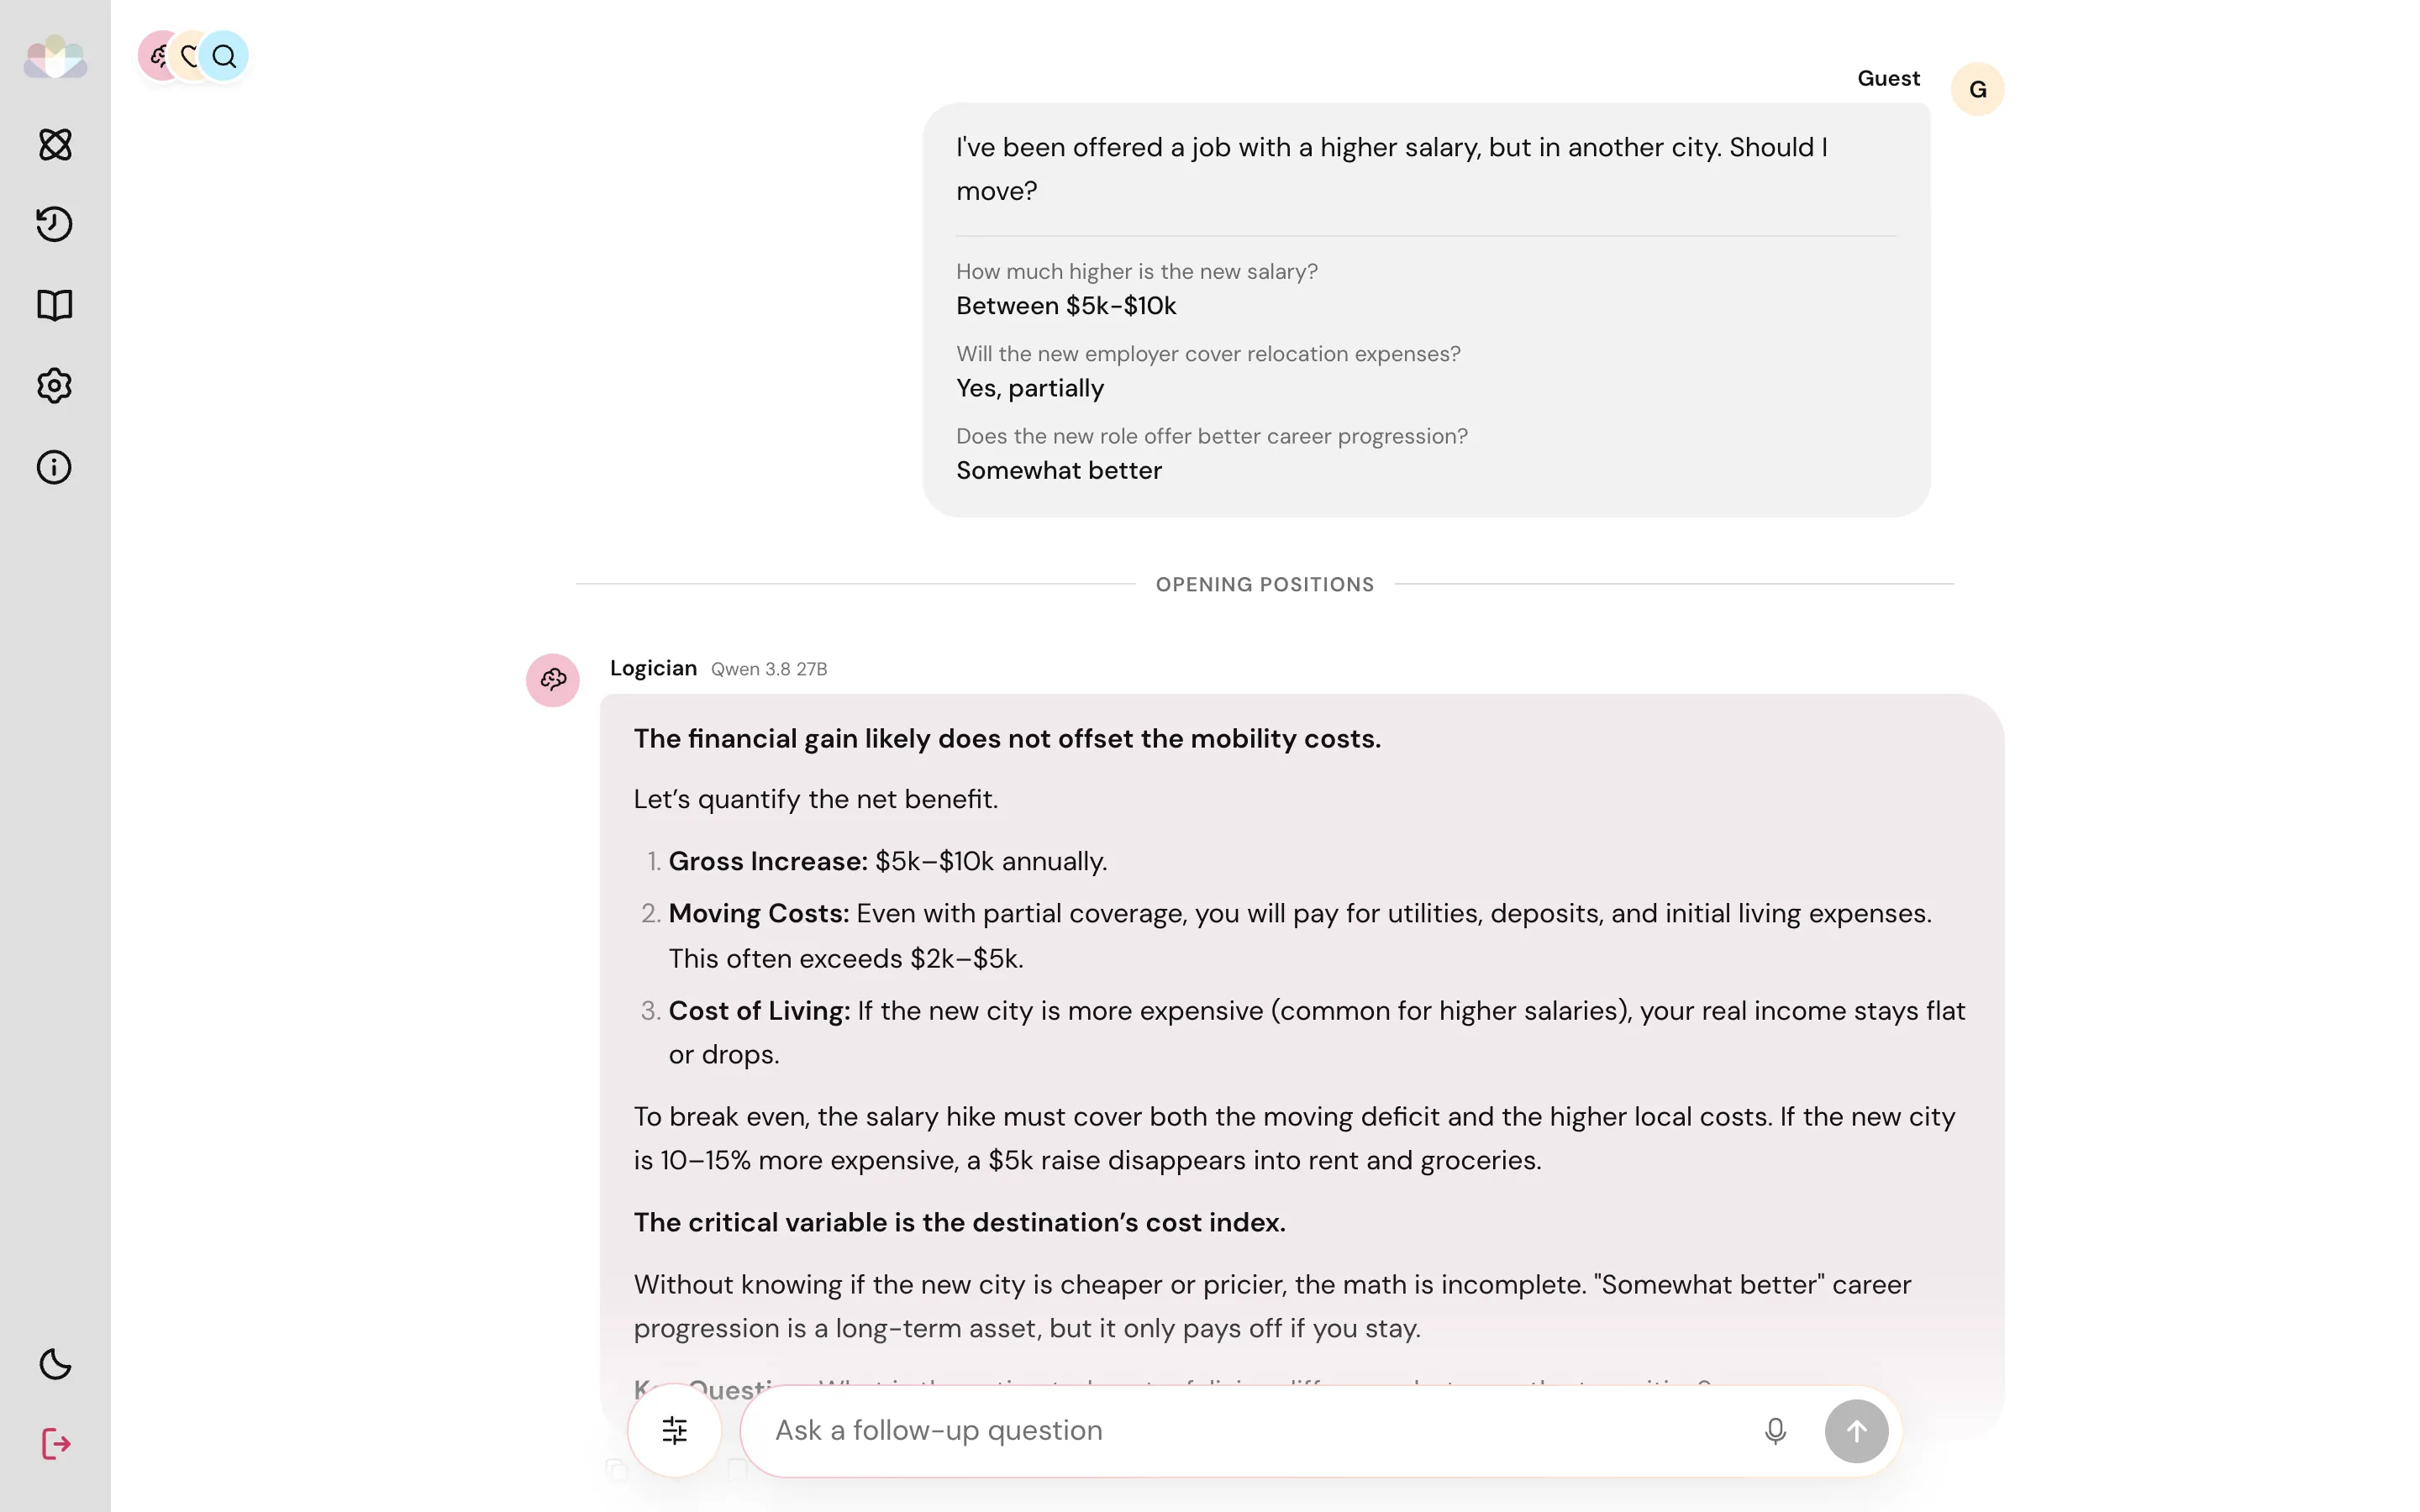 Guest
G
I've been offered a job with a higher salary, but in another city. Should I
move?
How much higher is the new salary?
Between $5k-$10k
Will the new employer cover relocation expenses?
Yes, partially
Does the new role offer better career progression?
Somewhat better
OPENING POSITIONS
Logician Qwen 3.8 27B
The financial gain likely does not offset the mobility costs.
Let’s quantify the net benefit.
1. Gross Increase: $5k–$10k annually.
2. Moving Costs: Even with partial coverage, you will pay for utilities, deposits, and initial living expenses.
This often exceeds $2k–$5k.
3. Cost of Living: If the new city is more expensive (common for higher salaries), your real income stays flat
or drops.
To break even, the salary hike must cover both the moving deficit and the higher local costs. If the new city
is 10–15% more expensive, a $5k raise disappears into rent and groceries.
The critical variable is the destination’s cost index.
Without knowing if the new city is cheaper or pricier, the math is incomplete. "Somewhat better" career
progression is a long-term asset, but it only pays off if you stay.
Ask a follow-up question